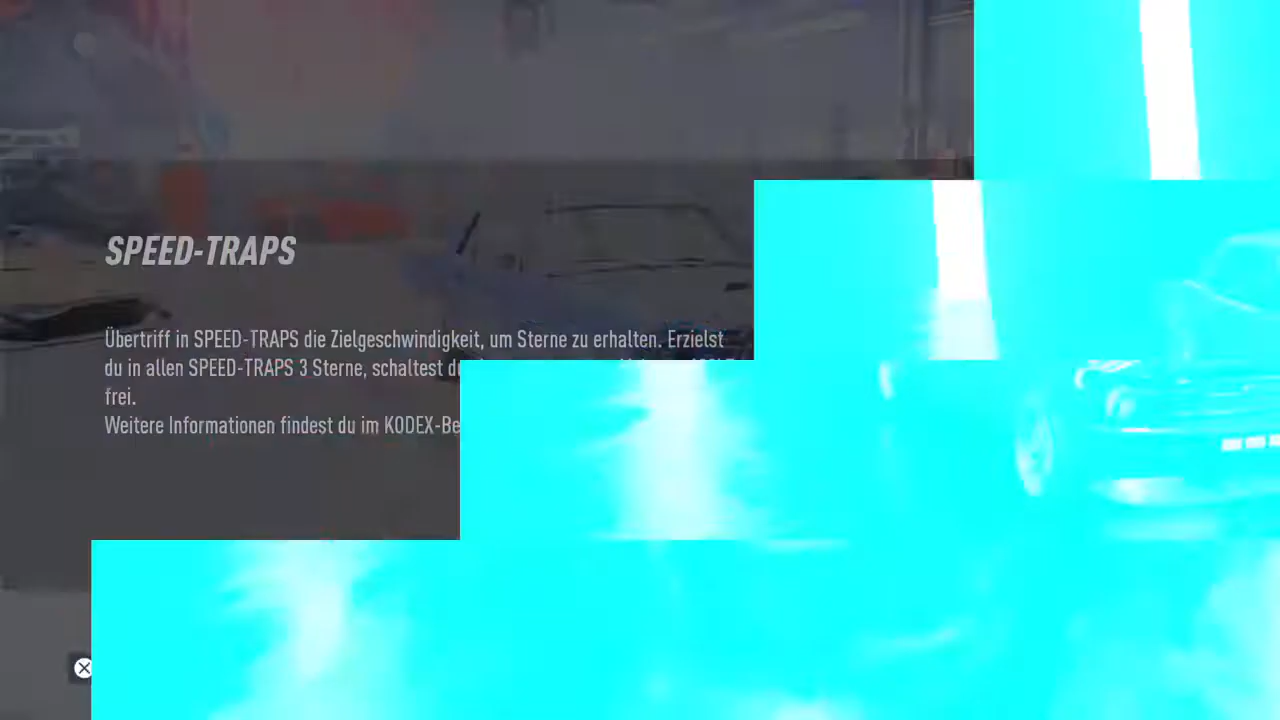 SPEED-TRAPS
Übertriff in SPEED-TRAPS die Zielgeschwindigkeit, um Sterne zu erhalten. Erzielst
du in allen SPEED-TRAPS 3 Sterne, schaltest
frei.
Weitere Informationen findest du im